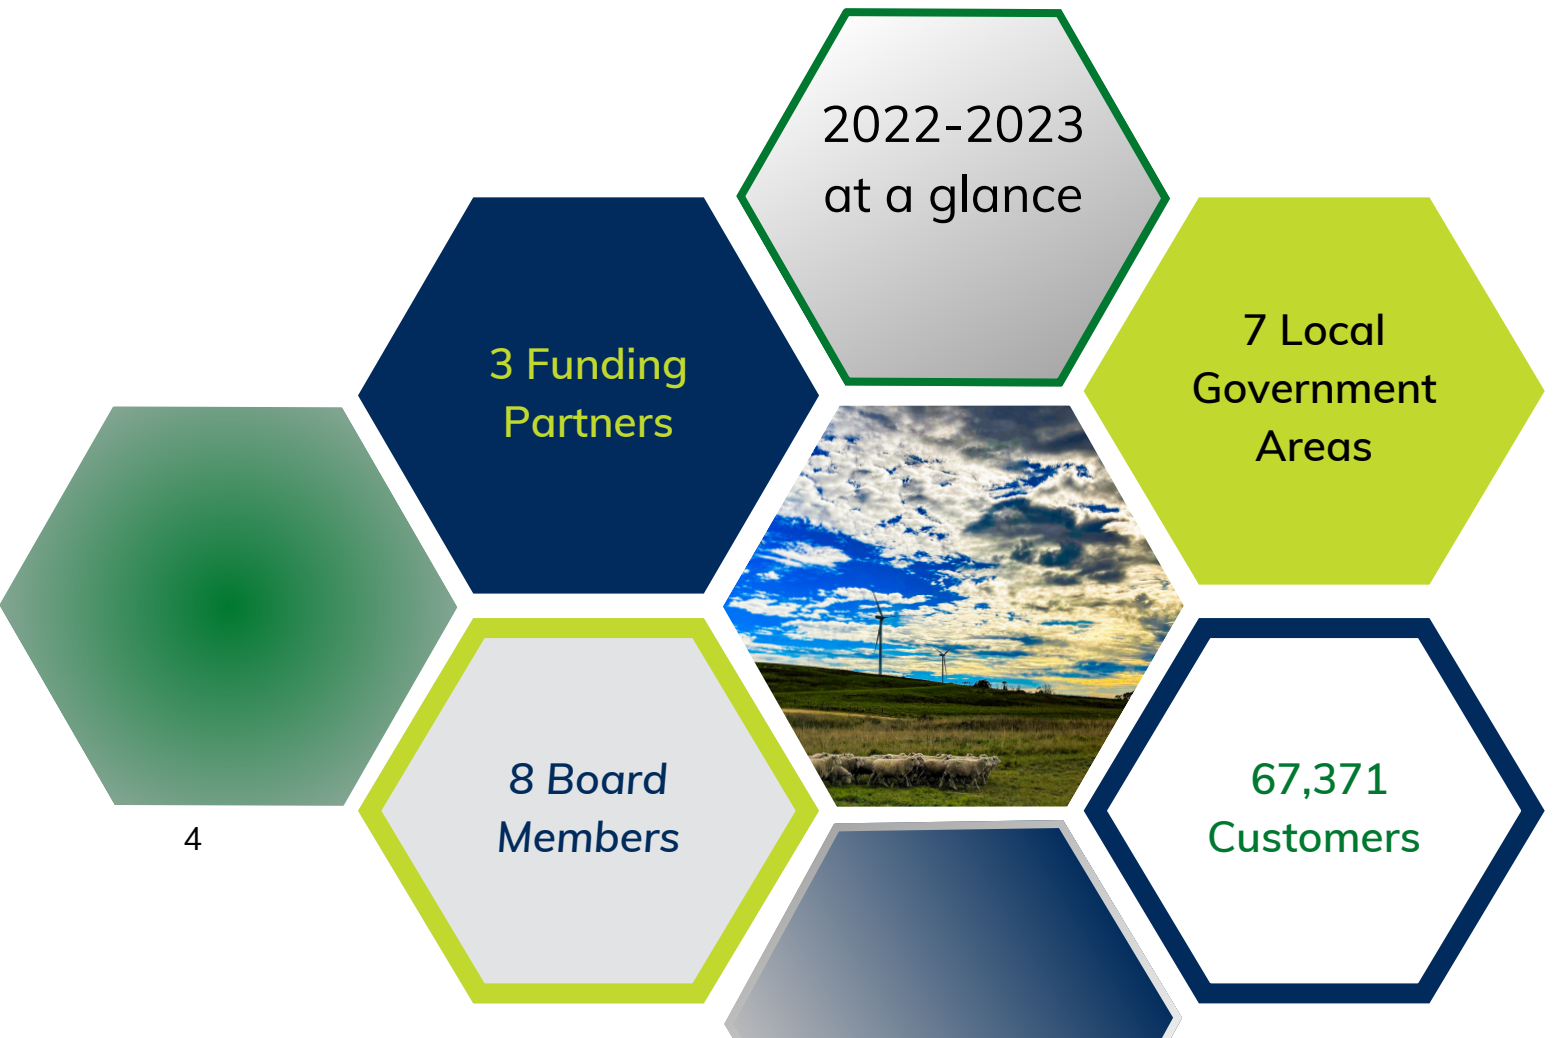 2022-2023
at a glance
3 Funding
Partners
7 Local
Government
Areas
8 Board
Members
67,371
Customers
4